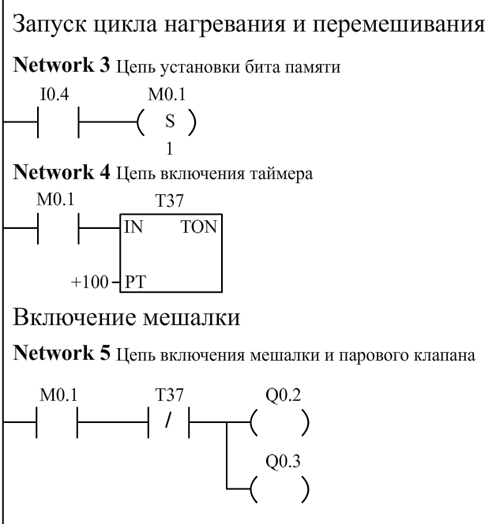 Запуск цикла нагревания и перемешивания
Network 3 Цепь установки бита памяти
I0.4 M0.1
S
1
Network 4 Цепь включения таймера
M0.1 T37
IN TON
+100 PT
Включение мешалки
Network 5 Цепь включения мешалки и парового клапана
M0.1 T37 Q0.2
/
Q0.3